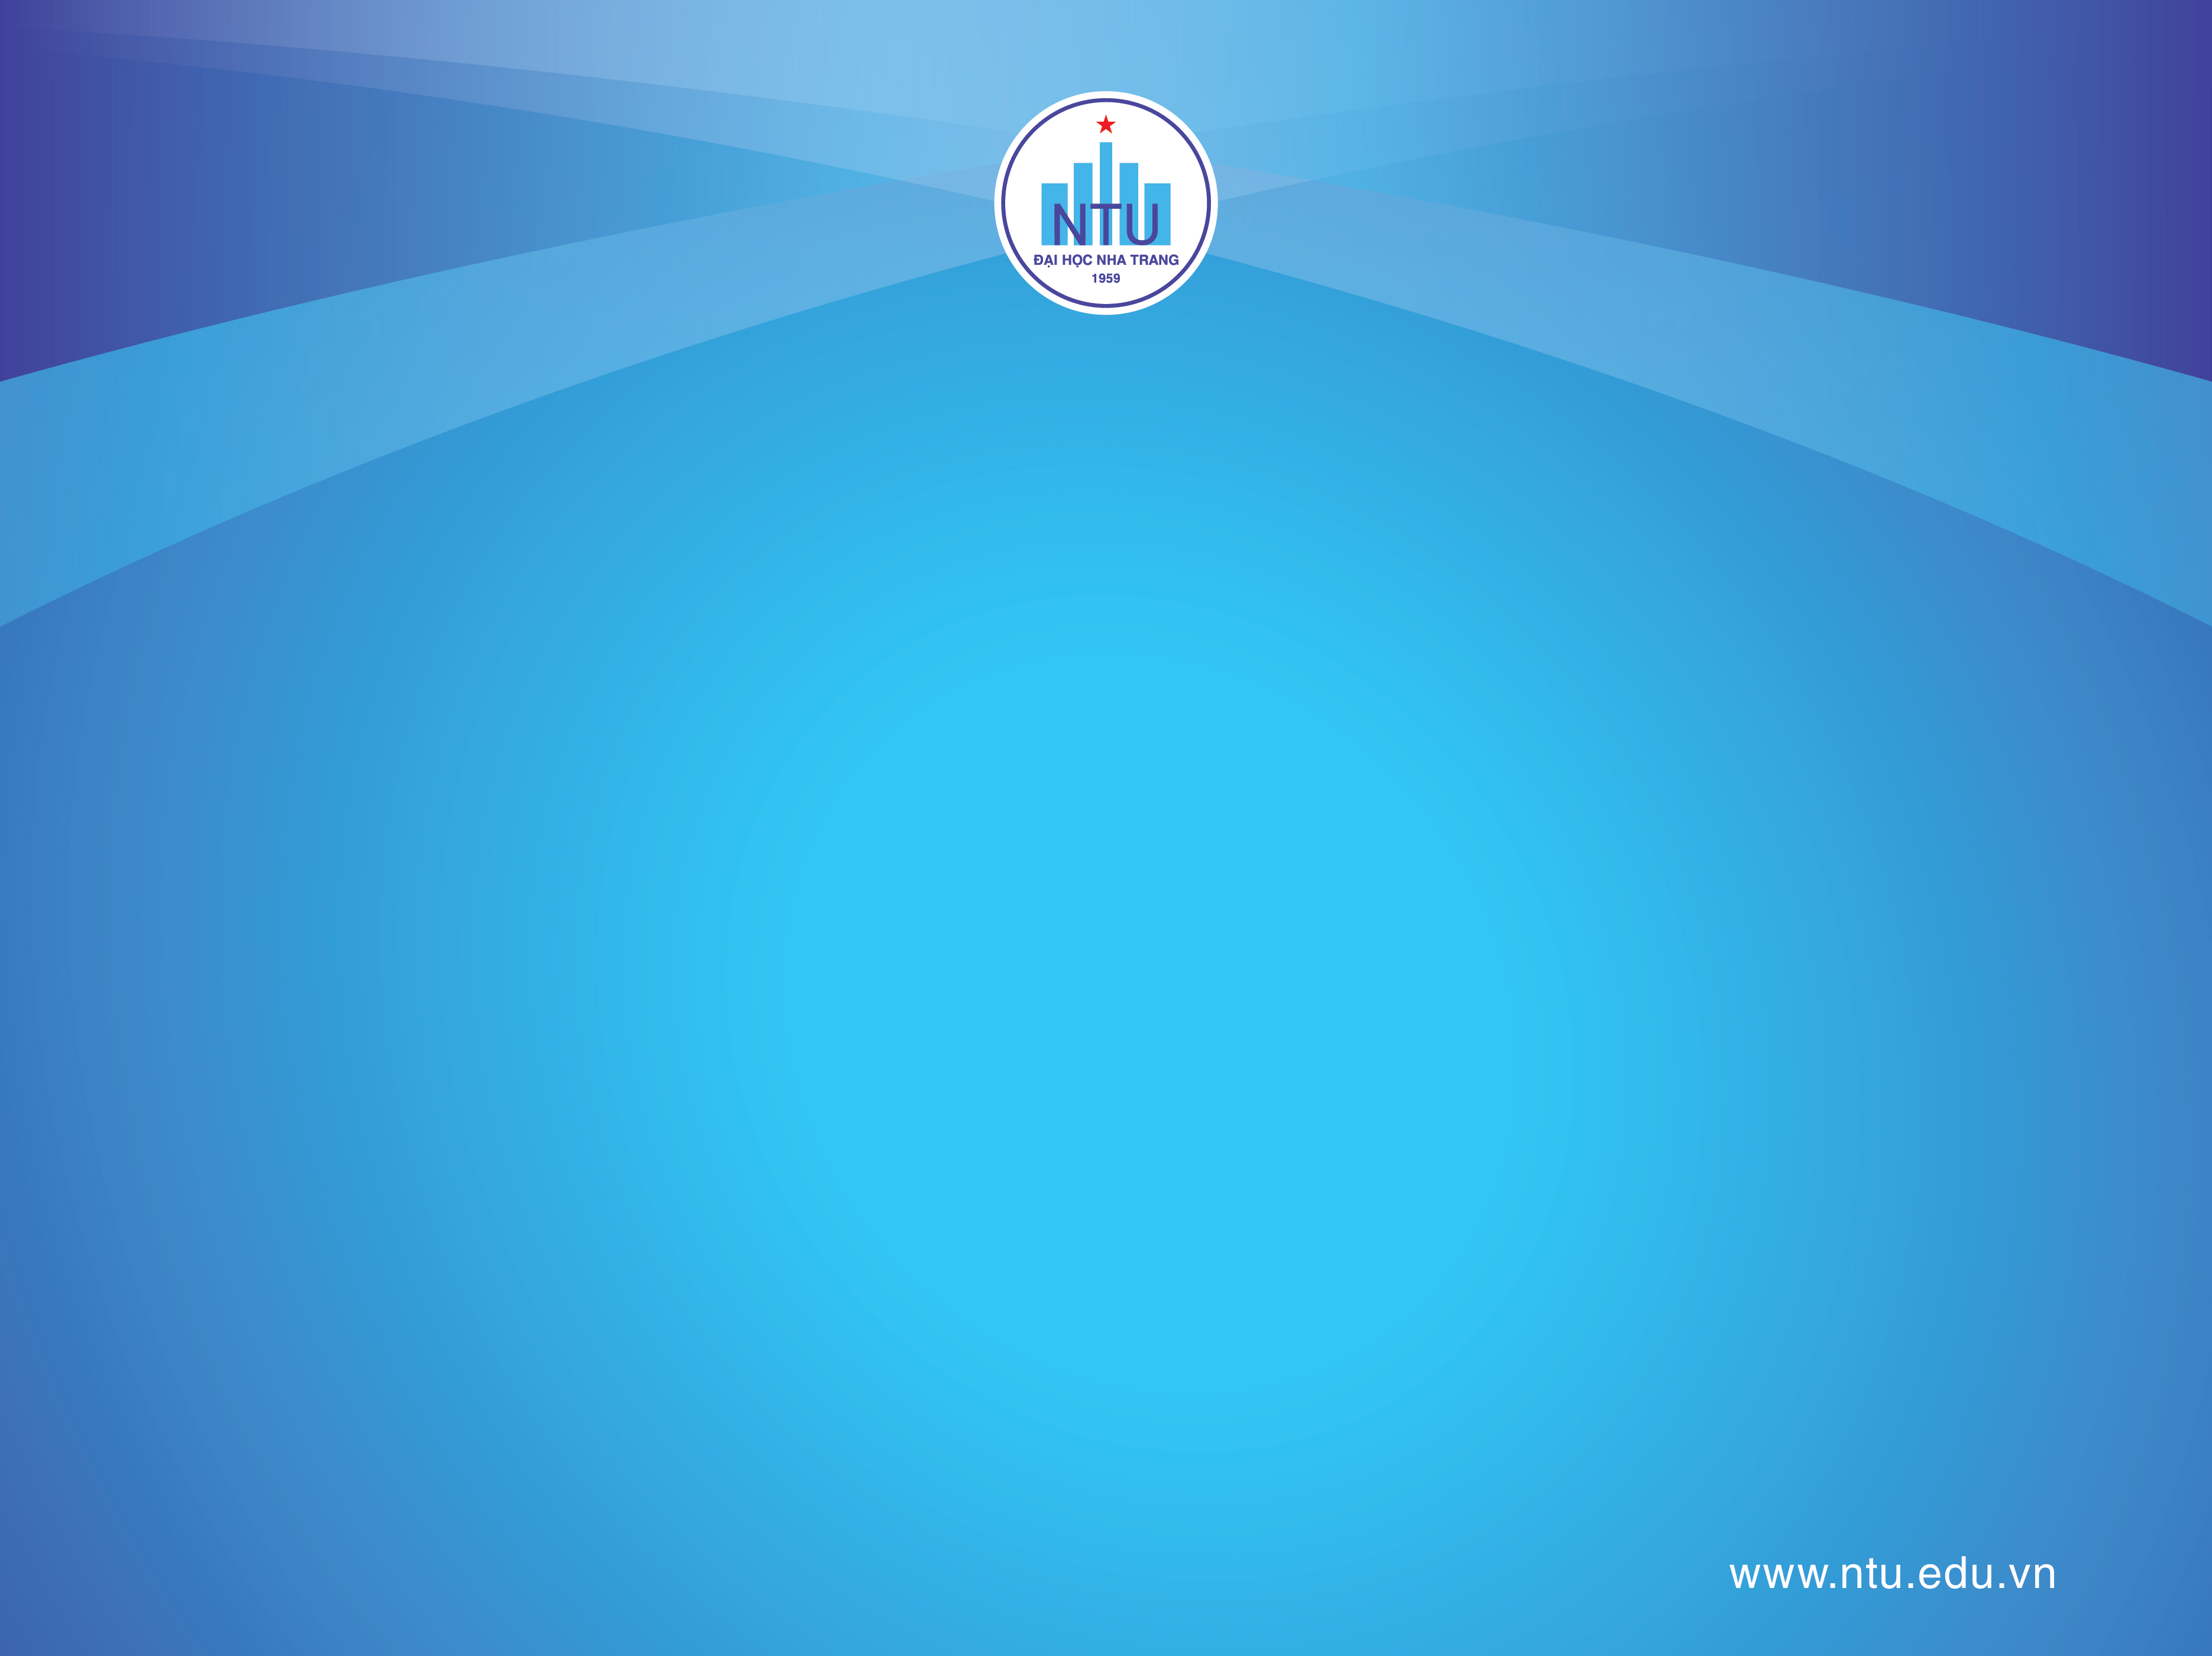 NTU
ĐẠI HỌC NHA TRANG
1959
www.ntu.edu.vn